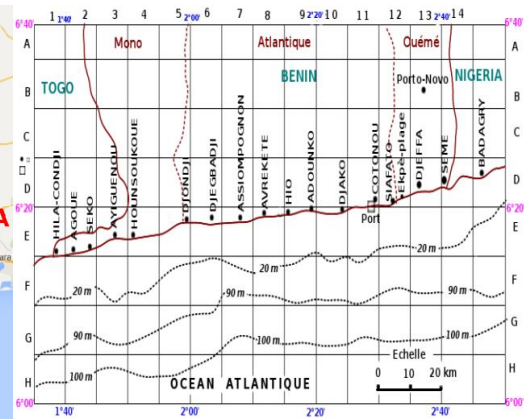 6°40' 1 1°40' 2 3 4 5 2°00' 6 7 8 9 2°20' 10 11 12 2°40' 13 14 6°40'
A Mono Atlantique Ouémé A
TOGO BENIN Porto-Novo NIGERIA
B B
C C
HILA-CONDJI
AGOUE
SEKO
AYIGUENOU
HOUNSOUKOUE
DJONDJI
DJEGBADJI
ASSIOMPOGNON
AVREKETE
HIO
ADOUNKO
DJAKO
COTONOU
SIAFATO
Ekpè-plage
DJEFFA
SEME
BADAGRY
D D
6°20' Port 6°20'
A
E 20 m E
F 20 m 90 m 90 m F
G 90 m 100 m 100 m G
Echelle
H 100 m OCEAN ATLANTIQUE 0 10 20 km H
6°00' 6°00'
1°40' 2°00' 2°20' 2°40'